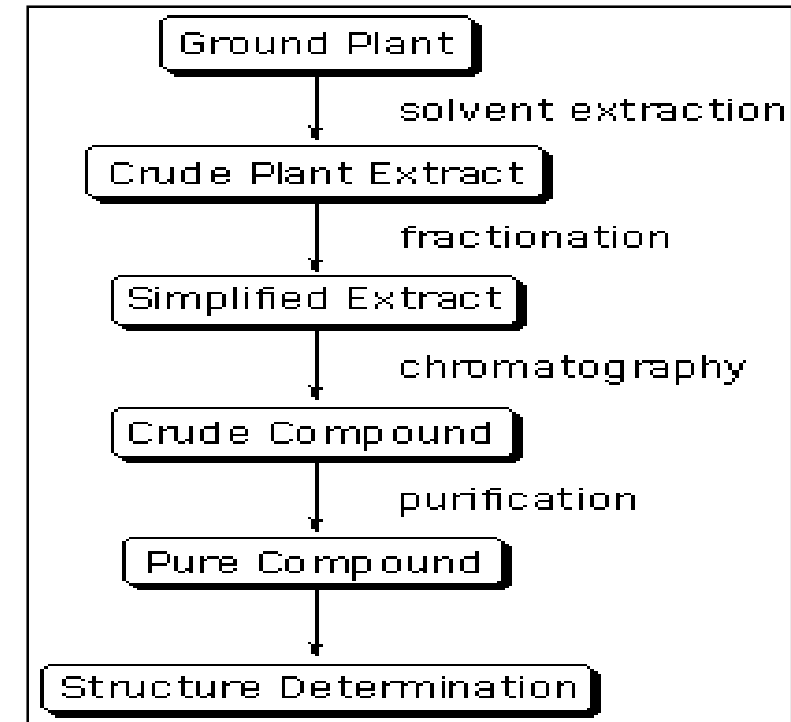 Ground Plant
solvent extraction
Crude Plant Extract
fractionation
Simplified Extract
chromatography
Crude Compound
purification
Pure Compound
Structure Determination